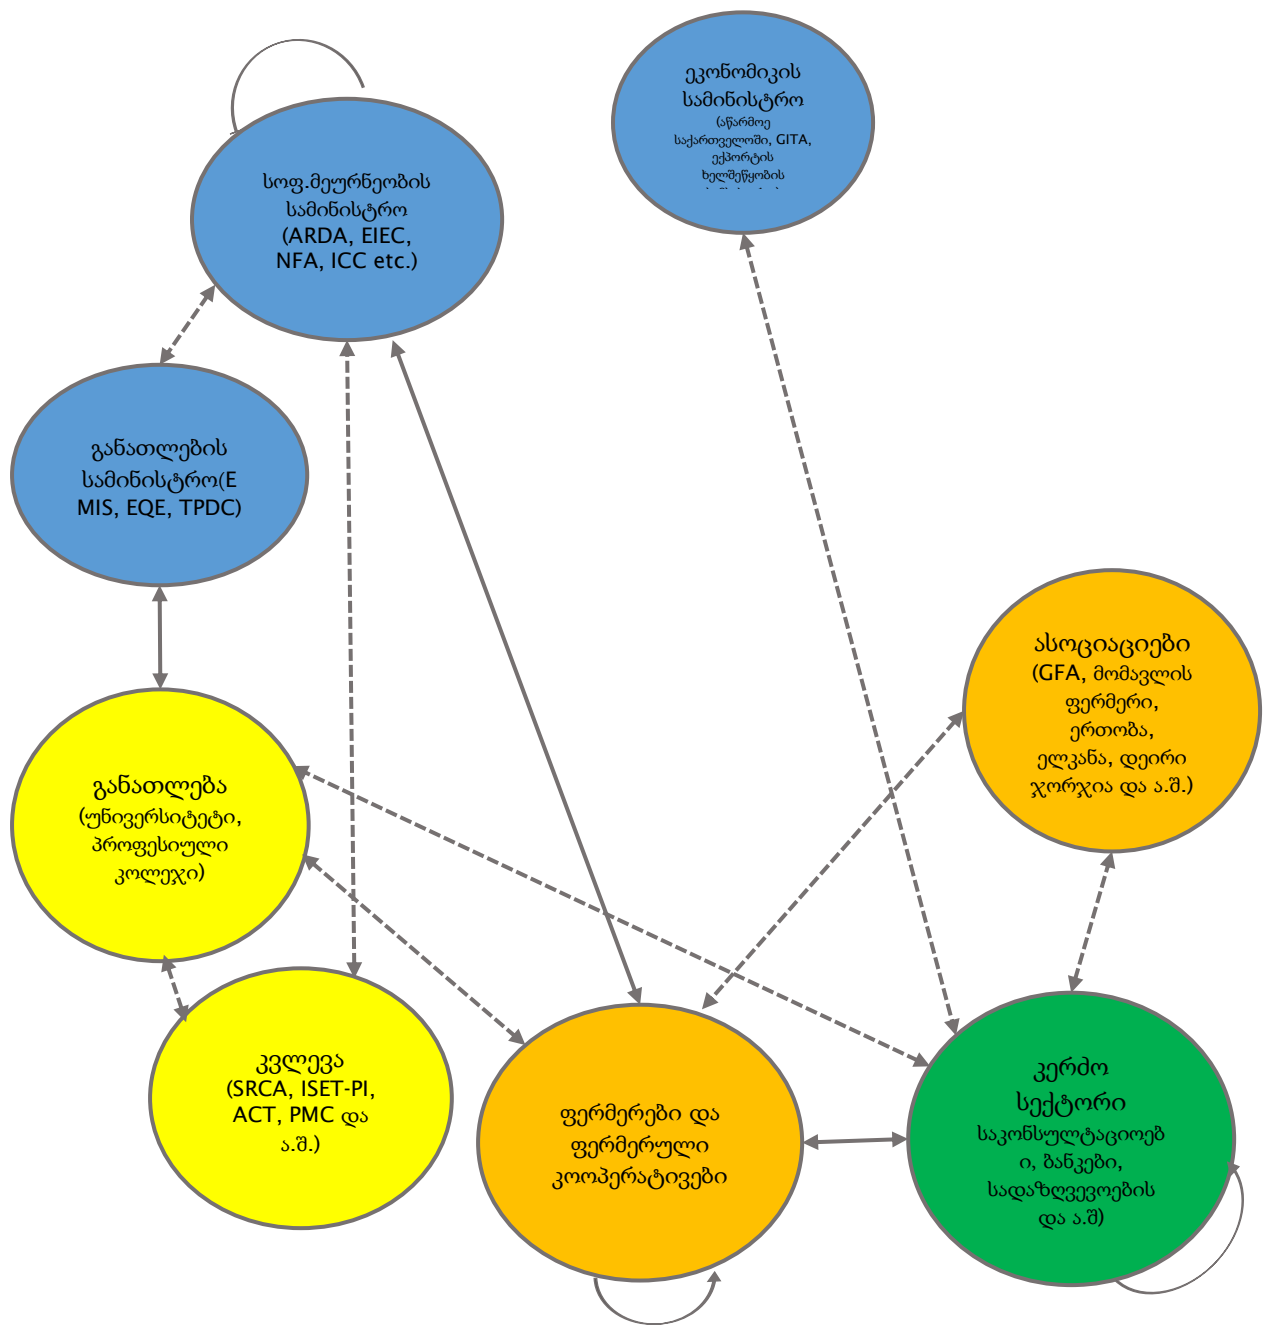 ეკონომიკის
სამინისტრო
(აწარმოე
საქართველოში, GITA,
ექპორტის
ხელშეწყობის
სოფ.მეურნეობის
სამინისტრო
(ARDA, EIEC,
NFA, ICC etc.)
განათლების
სამინისტრო(E
MIS, EQE, TPDC)
ასოციაციები
(GFA, მომავლის
ფერმერი,
ერთობა,
ელკანა, დეირი
ჯორჯია და ა.შ.)
განათლება
(უნივერსიტეტი,
პროფესიული
კოლეჯი)
კვლევა
(SRCA, ISET-PI,
ACT, PMC და
ა.შ.)
ფერმერები და
ფერმერული
კოოპერატივები
კერძო
სექტორი
საკონსულტაციოებ
ი, ბანკები,
სადაზღვევოების
და ა.შ)